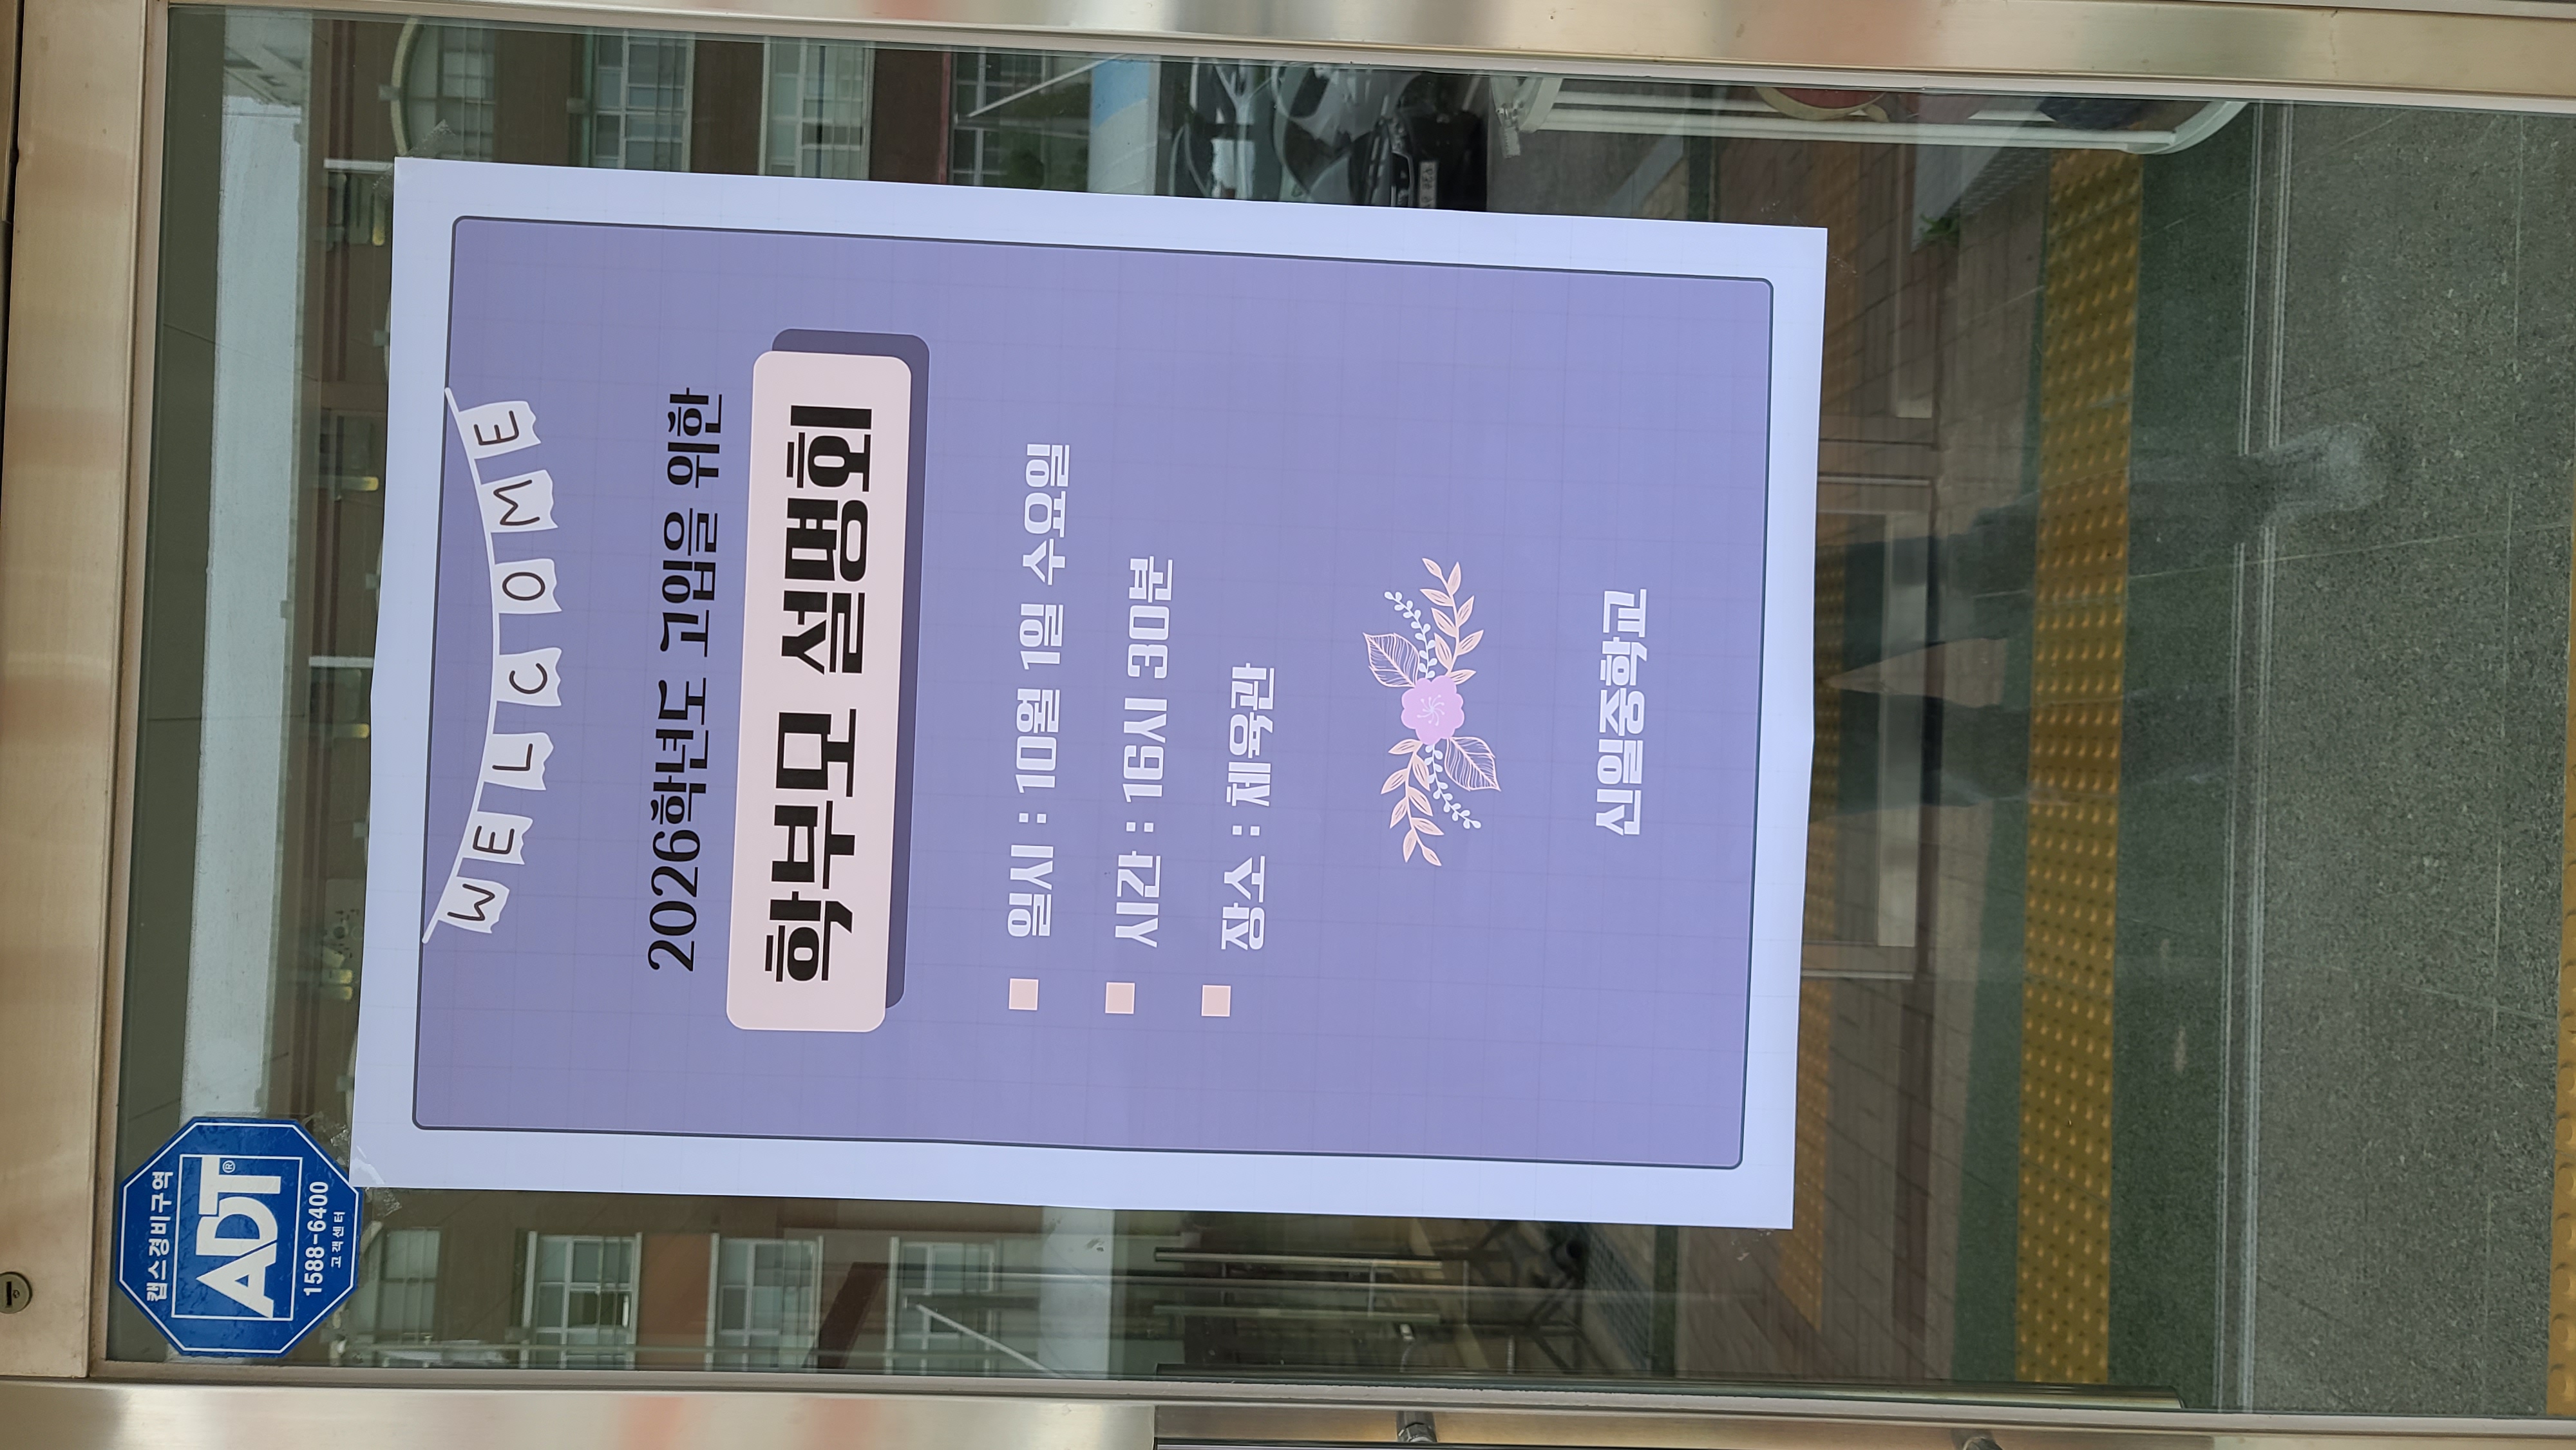 WELCOME
2026학년도 고입을 위한
학부모 설명회
일시 : 10월 1일 수요일
시간 : 16시 30분
장소 : 체육관
신일중학교
캡스경비구역
ADT®
1588-6400
고객센터